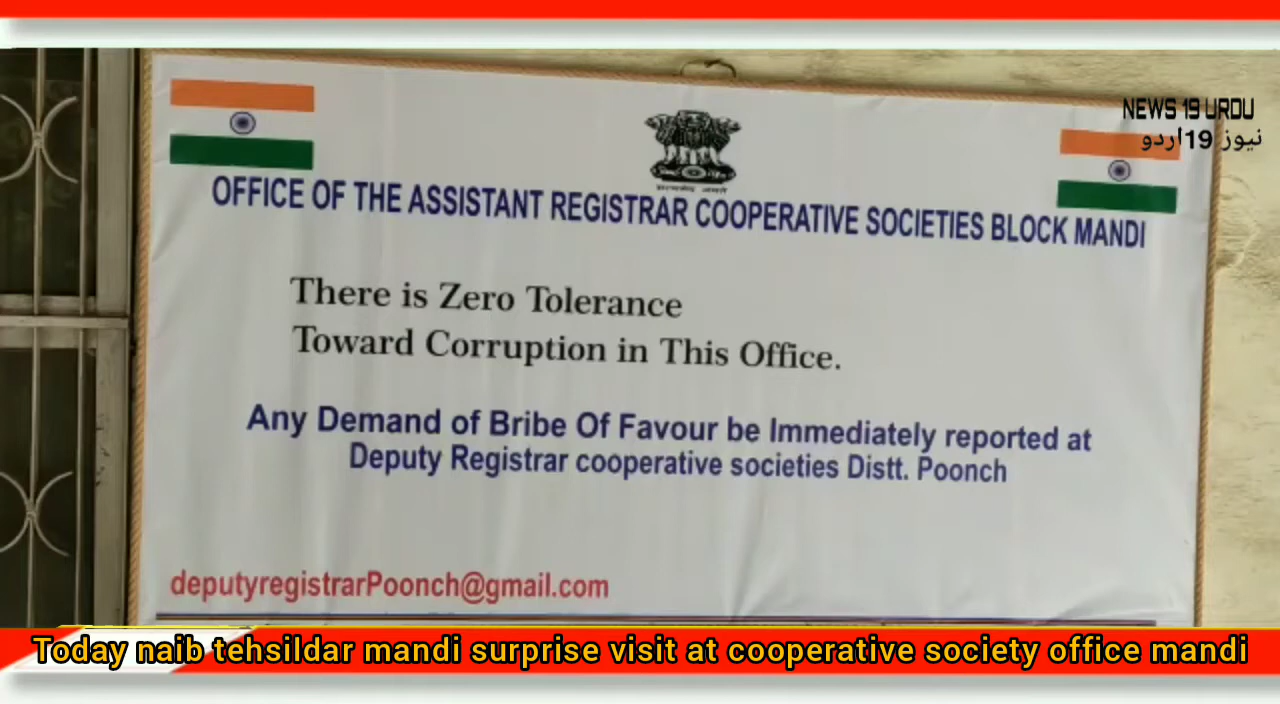 NEWS 19 URDU
نیوز 19 اردو
OFFICE OF THE ASSISTANT REGISTRAR COOPERATIVE SOCIETIES BLOCK MANDI
There is Zero Tolerance
Toward Corruption in This Office.
Any Demand of Bribe Of Favour be Immediately reported at
Deputy Registrar cooperative societies Distt. Poonch
deputyregistrarPoonch@gmail.com
Today naib tehsildar mandi surprise visit at cooperative society office mandi